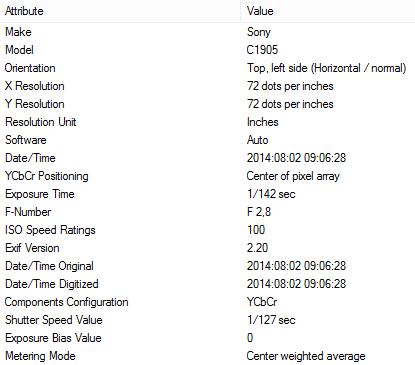 Attribute Value
Make Sony
Model C1905
Orientation Top, left side (Horizontal / normal)
X Resolution 72 dots per inches
Y Resolution 72 dots per inches
Resolution Unit Inches
Software Auto
Date/Time 2014:08:02 09:06:28
YCbCr Positioning Center of pixel array
Exposure Time 1/142 sec
F-Number F 2,8
ISO Speed Ratings 100
Exif Version 2.20
Date/Time Original 2014:08:02 09:06:28
Date/Time Digitized 2014:08:02 09:06:28
Components Configuration YCbCr
Shutter Speed Value 1/127 sec
Exposure Bias Value 0
Metering Mode Center weighted average